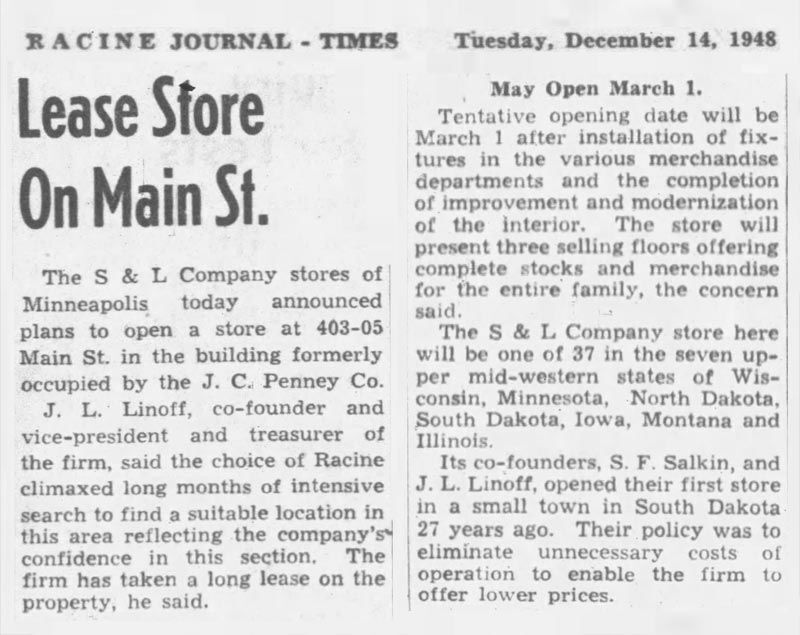 RACINE JOURNAL - TIMES Tuesday, December 14, 1948
Lease Store
On Main St.
The S & L Company stores of
Minneapolis today announced
plans to open a store at 403-05
Main St. in the building formerly
occupied by the J. C. Penney Co.
J. L. Linoff, co-founder and
vice-president and treasurer of
the firm, said the choice of Racine
climaxed long months of intensive
search to find a suitable location in
this area reflecting the company's
confidence in this section. The
firm has taken a long lease on the
property, he said.
May Open March 1.
Tentative opening date will be
March 1 after installation of fix-
tures in the various merchandise
departments and the completion
of improvement and modernization
of the interior. The store will
present three selling floors offering
complete stocks and merchandise
for the entire family, the concern
said.
The S & L Company store here
will be one of 37 in the seven up-
per mid-western states of Wis-
consin, Minnesota, North Dakota,
South Dakota, Iowa, Montana and
Illinois.
Its co-founders, S. F. Salkin, and
J. L. Linoff, opened their first store
in a small town in South Dakota
27 years ago. Their policy was to
eliminate unnecessary costs of
operation to enable the firm to
offer lower prices.